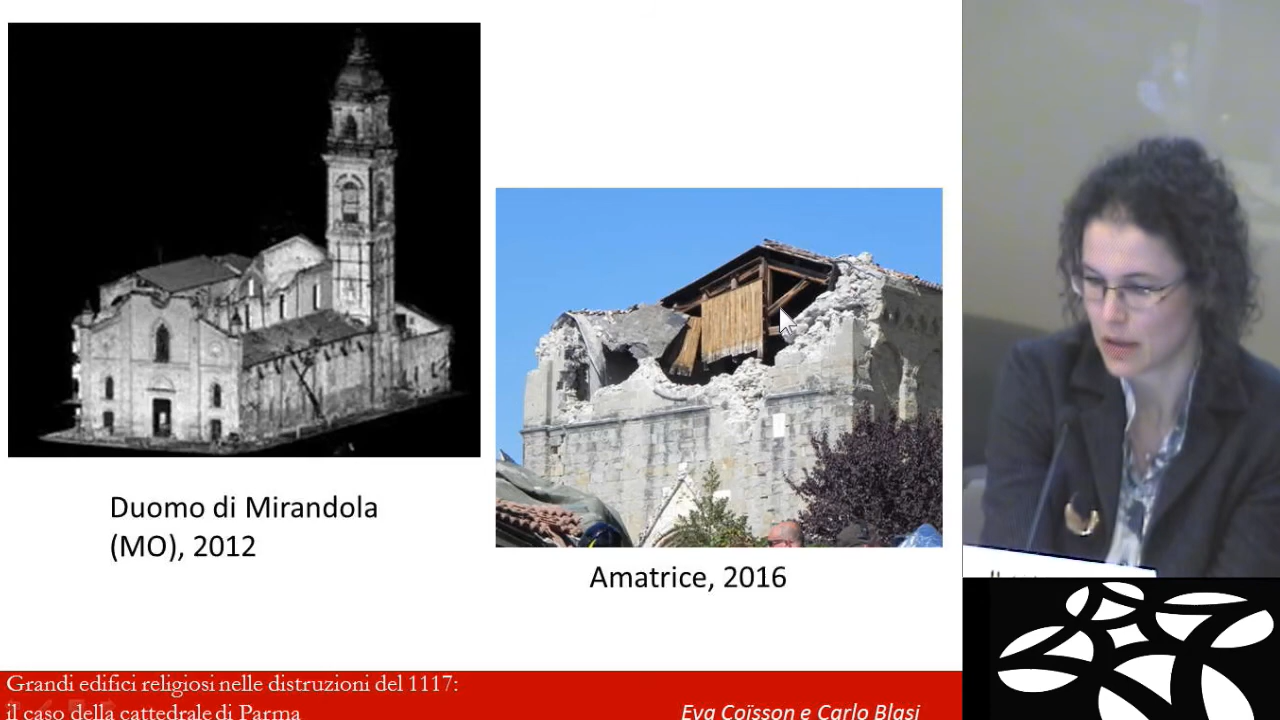 Duomo di Mirandola
(MO), 2012
Amatrice, 2016
Grandi edifici religiosi nelle distruzioni del 1117:
il caso della cattedrale di Parma
Eva Coïsson e Carlo Blasi